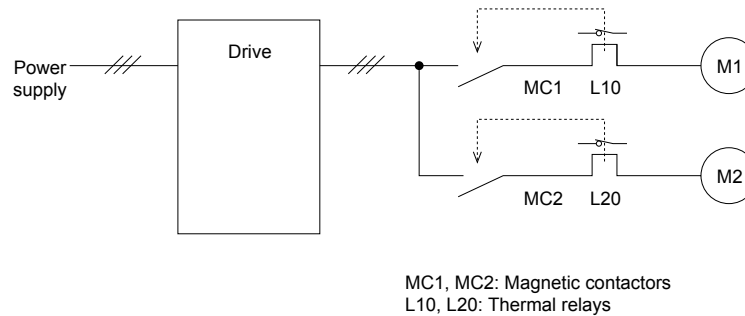 Power
supply
Drive
MC1
L10
M1
MC2
L20
M2
MC1, MC2: Magnetic contactors
L10, L20: Thermal relays